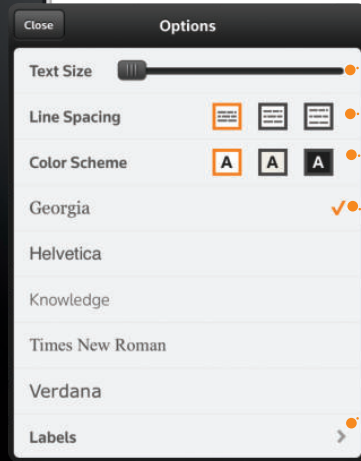 Close Options
Text Size
Line Spacing
Color Scheme A A A
Georgia
Helvetica
Knowledge
Times New Roman
Verdana
Labels